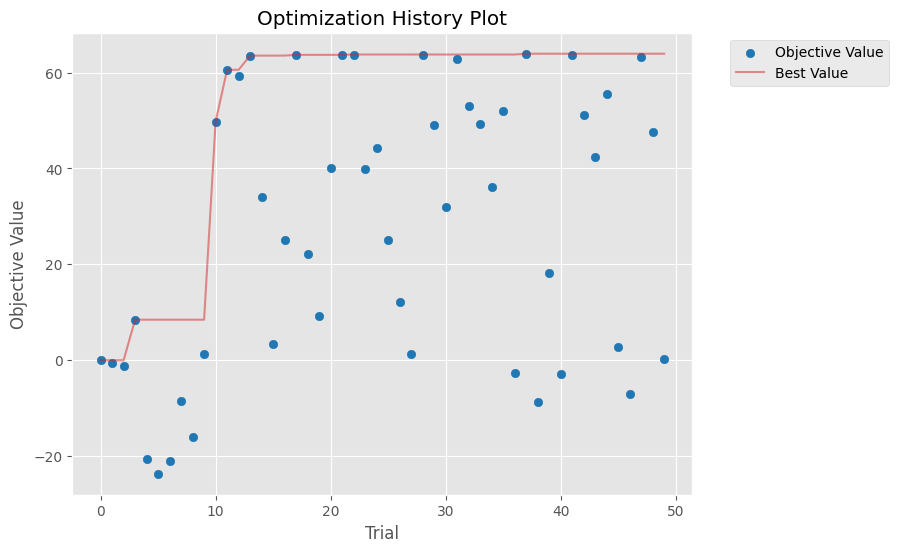 Optimization History Plot
Objective Value
Best Value
Objective Value
60
40
20
0
−20
0 10 20 30 40 50
Trial